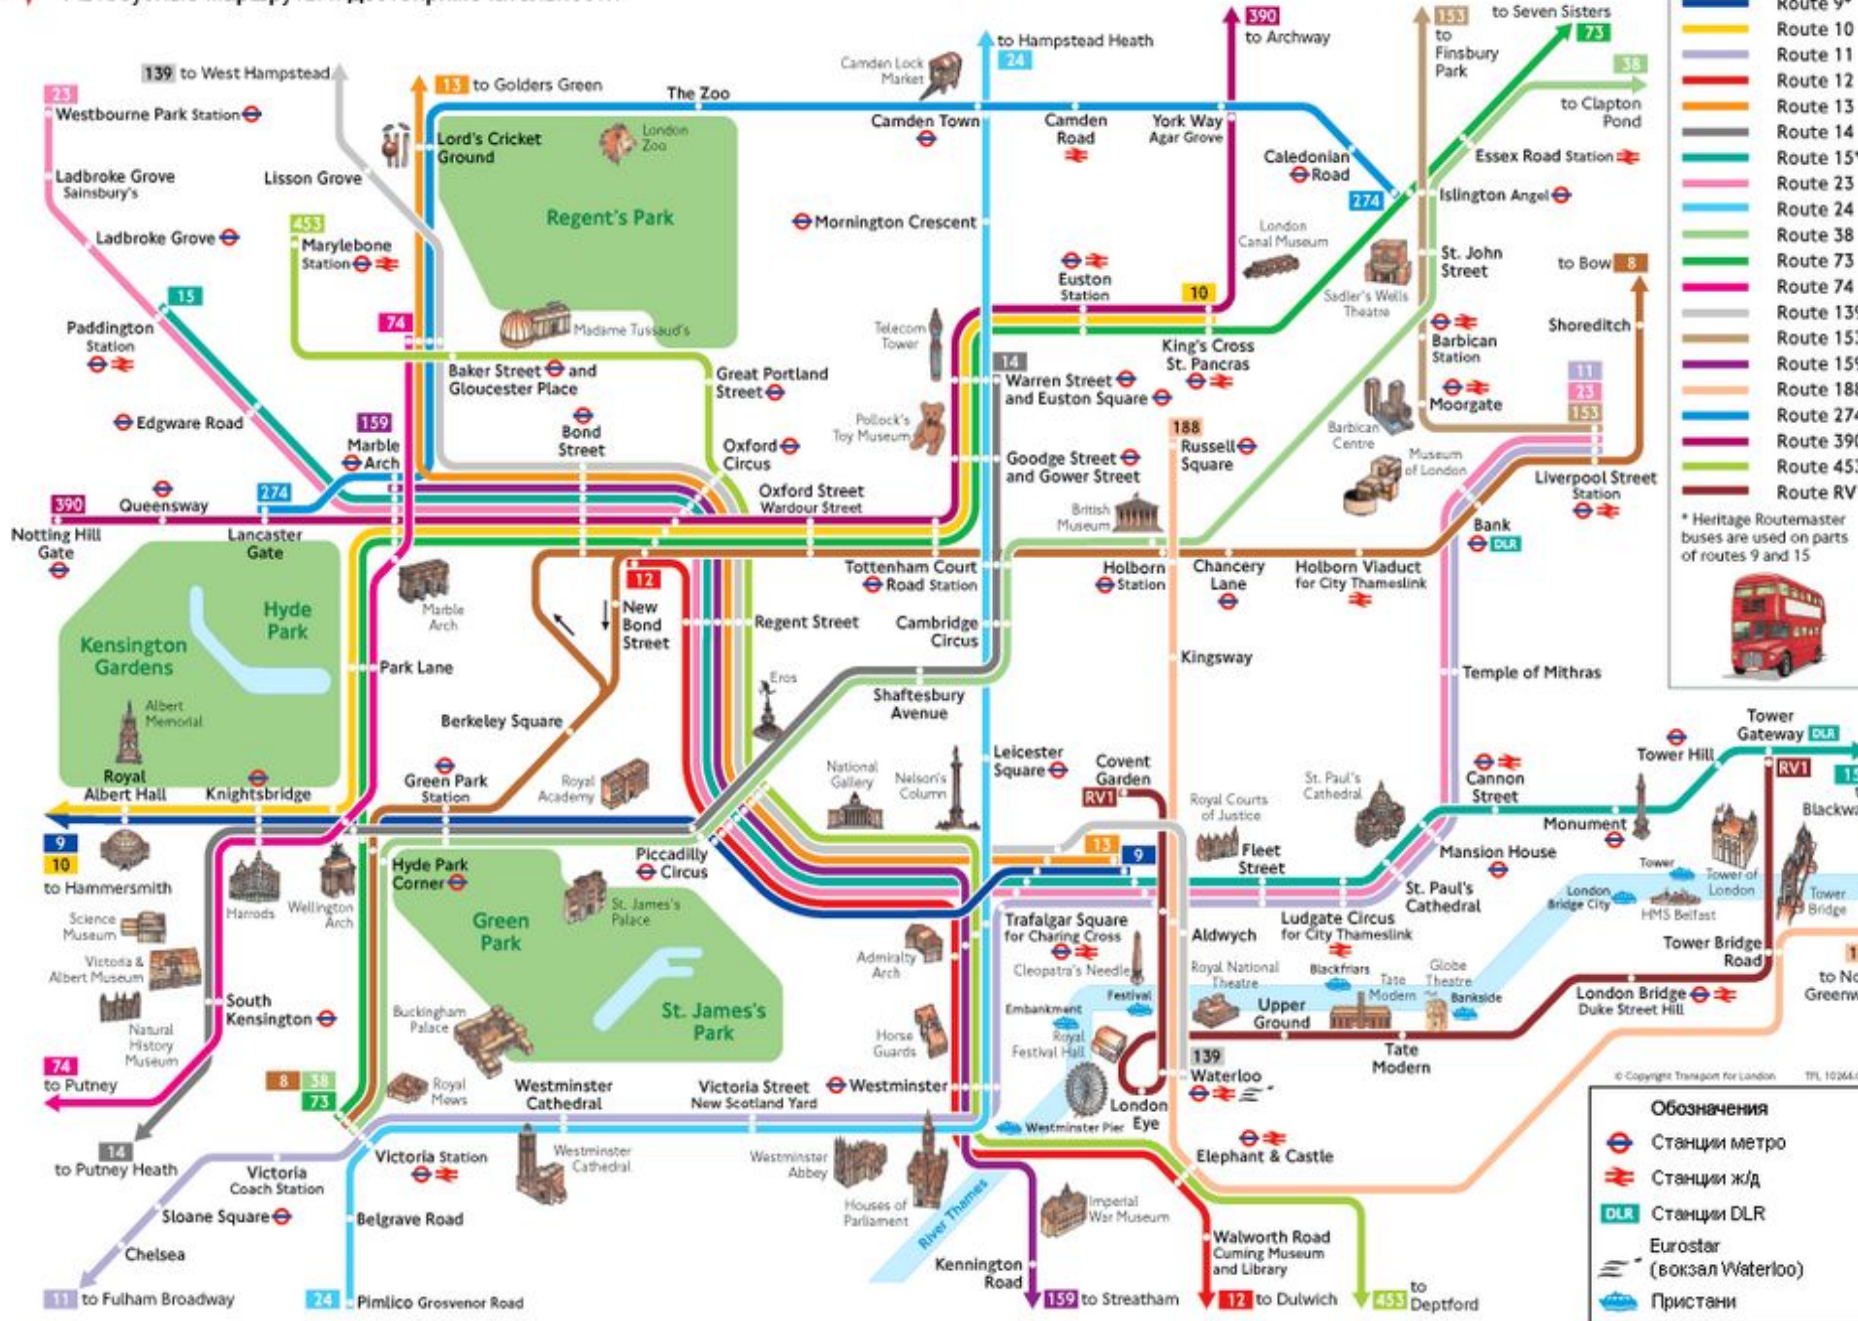 139 to West Hampstead
13 to Golders Green
The Zoo
Camden Lock
Market
to Hampstead Heath
24
390
to Archway
153
to
Finsbury
Park
to Seven Sisters
73
38
to Clapton
Pond
23
Westbourne Park Station
Lord's Cricket
Ground
London
Zoo
Camden Town
Camden
Road
York Way
Agar Grove
Caledonian
Road
Essex Road Station
Ladbroke Grove
Sainsbury's
Lisson Grove
274
Islington Angel
Ladbroke Grove
453
Marylebone
Station
Regent's Park
Mornington Crescent
London
Canal Museum
St. John
Street
to Bow 8
15
Euston
Station
10
Sadler's Wells
Theatre
Paddington
Station
74
Madame Tussaud's
Telecom
Tower
King's Cross
St. Pancras
Barbican
Station
Shoreditch
Baker Street and
Gloucester Place
Great Portland
Street
14
Warren Street
and Euston Square
Moorgate
11
23
153
Edgware Road
159
Marble
Arch
Bond
Street
Oxford
Circus
Pollock's
Toy Museum
188
Russell
Square
Barbican
Centre
Museum
of London
Goodge Street
and Gower Street
Liverpool Street
Station
390
Queensway
274
Oxford Street
Wardour Street
British
Museum
Bank
DLR
Notting Hill
Gate
Lancaster
Gate
Tottenham Court
Road Station
Holborn
Station
Chancery
Lane
Holborn Viaduct
for City Thameslink
12
New
Bond
Street
Marble
Arch
Hyde
Park
Kensington
Gardens
Regent Street
Cambridge
Circus
Park Lane
Kingsway
Temple of Mithras
Eros
Shaftesbury
Avenue
Albert
Memorial
Berkeley Square
Royal
Albert Hall
Knightsbridge
Green Park
Station
Royal
Academy
National
Gallery
Nelson's
Column
Leicester
Square
Covent
Garden
RV1
Royal Courts
of Justice
St. Paul's
Cathedral
Cannon
Street
Tower Hill
Tower
Gateway DLR
RV1
Monument
9
10
to Hammersmith
Harrods
Wellington
Arch
Hyde Park
Corner
Piccadilly
Circus
13
9
Fleet
Street
Mansion House
St. Paul's
Cathedral
Tower
Tower of
London
London
Bridge City
HMS Belfast
Tower
Bridge
Science
Museum
Victoria &
Albert Museum
Natural
History
Museum
Green
Park
St. James's
Palace
Admiralty
Arch
Trafalgar Square
for Charing Cross
Cleopatra's Needle
Aldwych
Ludgate Circus
for City Thameslink
Royal National
Theatre
Blackfriars
Tate
Modern
Globe
Theatre
Bankside
Tower Bridge
Road
South
Kensington
Buckingham
Palace
St. James's
Park
Horse
Guards
Embankment
Festival
Royal
Festival Hall
Upper
Ground
London Bridge
Duke Street Hill
Tate
Modern
74
to Putney
8
38
73
Royal
Mews
Westminster
Cathedral
Victoria Street
New Scotland Yard
Westminster
139
Waterloo
London
Eye
Westminster Pier
14
to Putney Heath
Victoria
Coach Station
Victoria Station
Westminster
Cathedral
Westminster
Abbey
Houses of
Parliament
Elephant & Castle
Sloane Square
Belgrave Road
River Thames
Imperial
War Museum
Chelsea
Kennington
Road
Walworth Road
Cuming Museum
and Library
11 to Fulham Broadway
24 Pimlico Grosvenor Road
159 to Streatham
12 to Dulwich
453 to
Deptford
Route 9*
Route 10
Route 11
Route 12
Route 13
Route 14
Route 15*
Route 23
Route 24
Route 38
Route 73
Route 74
Route 139
Route 153
Route 159
Route 188
Route 274
Route 390
Route 453
Route RV
* Heritage Routemaster
buses are used on parts
of routes 9 and 15
© Copyright Transport for London
Обозначения
Станции метро
Станции ж/д
DLR Станции DLR
Eurostar
(вокзал Waterloo)
Пристани